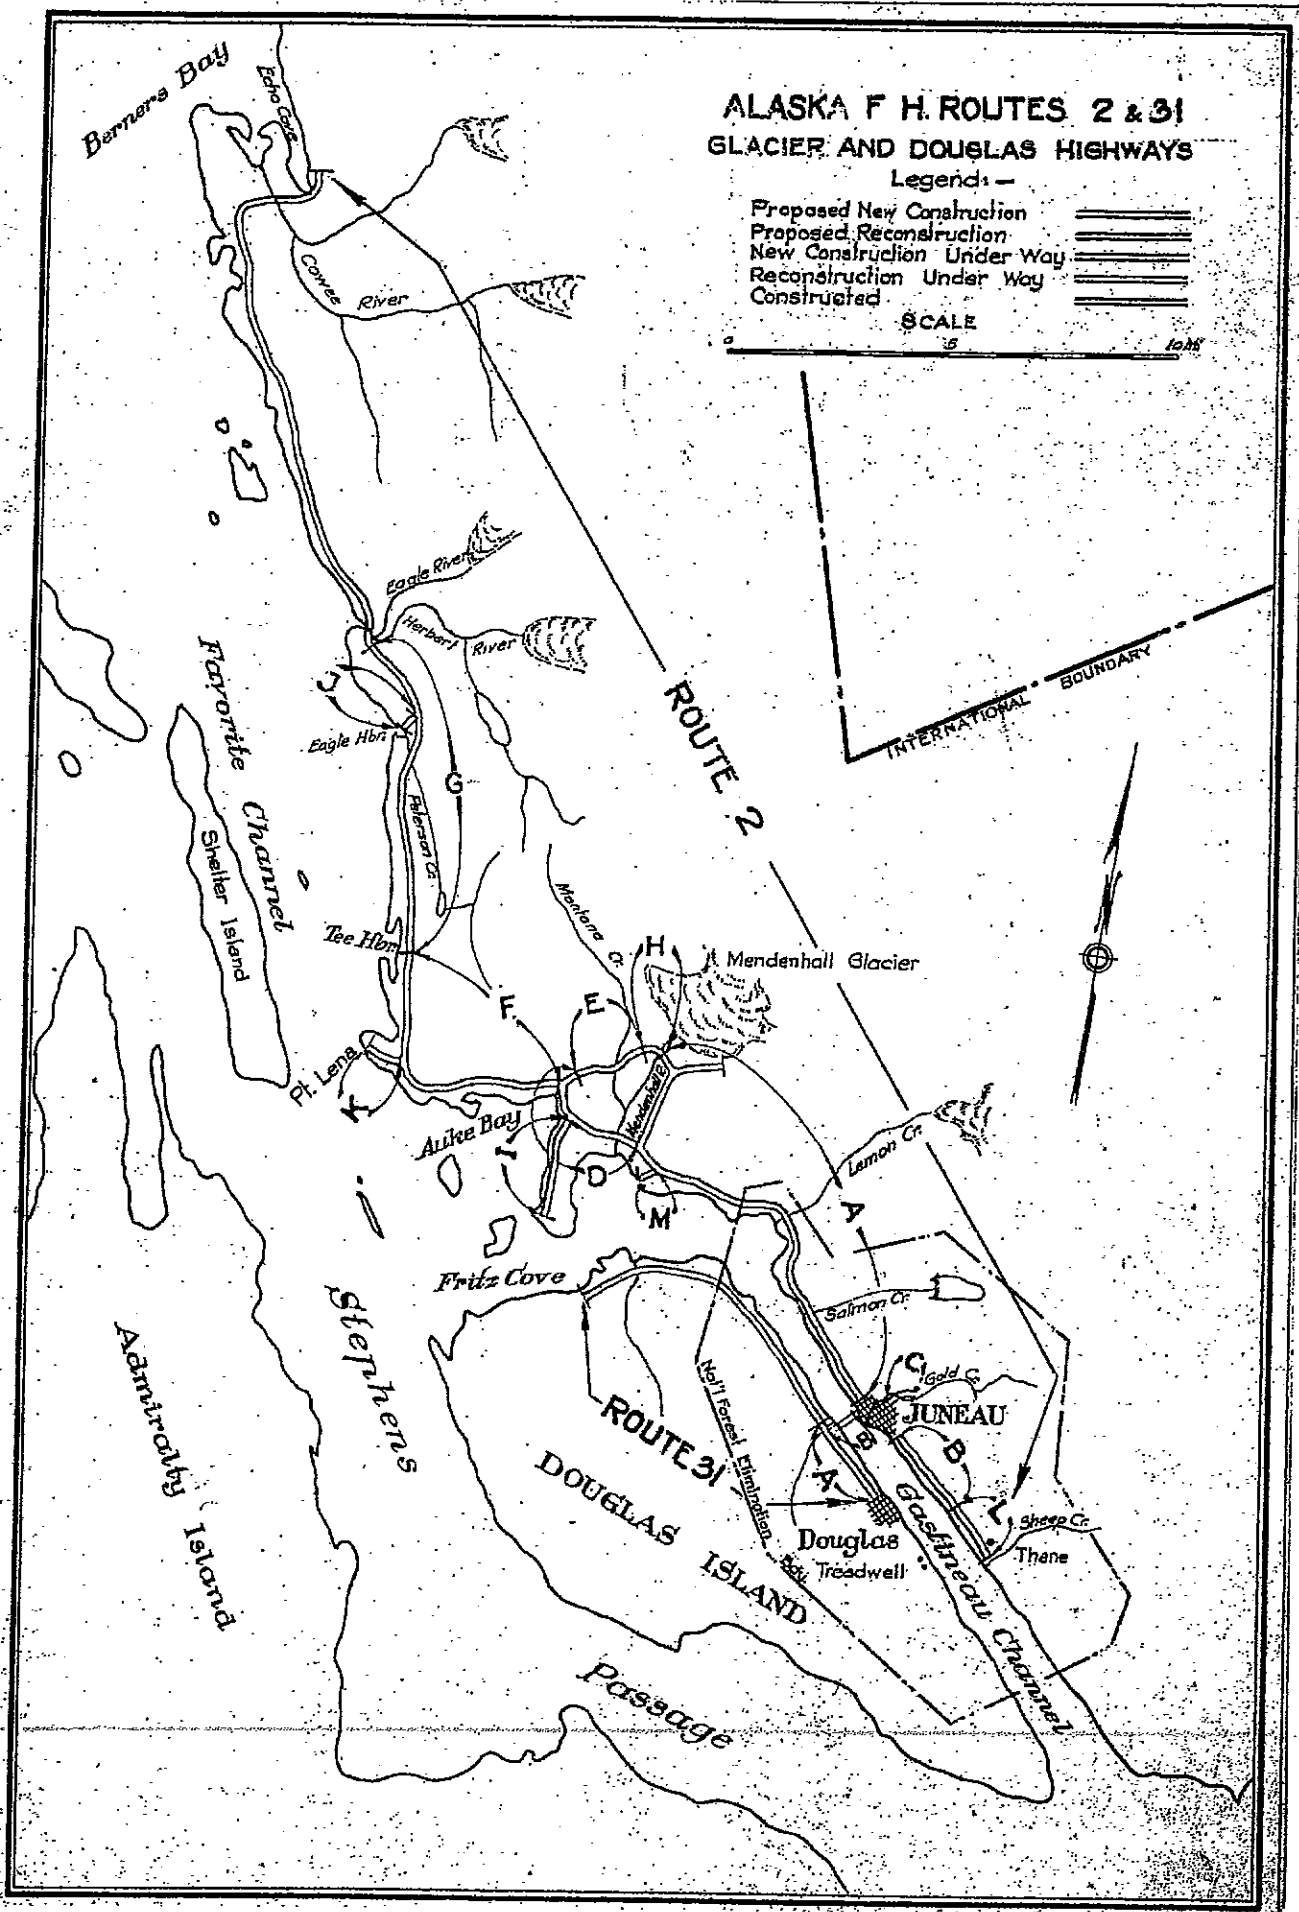 ALASKA F H. ROUTES 2 & 31
GLACIER AND DOUGLAS HIGHWAYS
Legend:—
Proposed New Construction
Proposed Reconstruction
New Construction Under Way
Reconstruction Under Way
Constructed
SCALE
0 5 10 Mi
Berners Bay
Echo Cove
Cowee River
Eagle River
Herbert River
Favorite Channel
J
Eagle Hbr.
G
Peterson Cr.
ROUTE 2
INTERNATIONAL BOUNDARY
Shelter Island
Montana Cr.
Tee Hbr.
H
Mendenhall Glacier
F
E
Pt. Lena
K
Mendenhall R.
Auke Bay
I
D
M
Lemon Cr.
A
Fritz Cove
Salmon Cr.
Stephens
Admiralty Island
C
Gold Cr.
JUNEAU
Nat'l Forest Elimination Bdy.
ROUTE 31
B
B
A
L
DOUGLAS ISLAND
Gastineau Channel
Sheep Cr.
Thane
Douglas
Treadwell
Passage